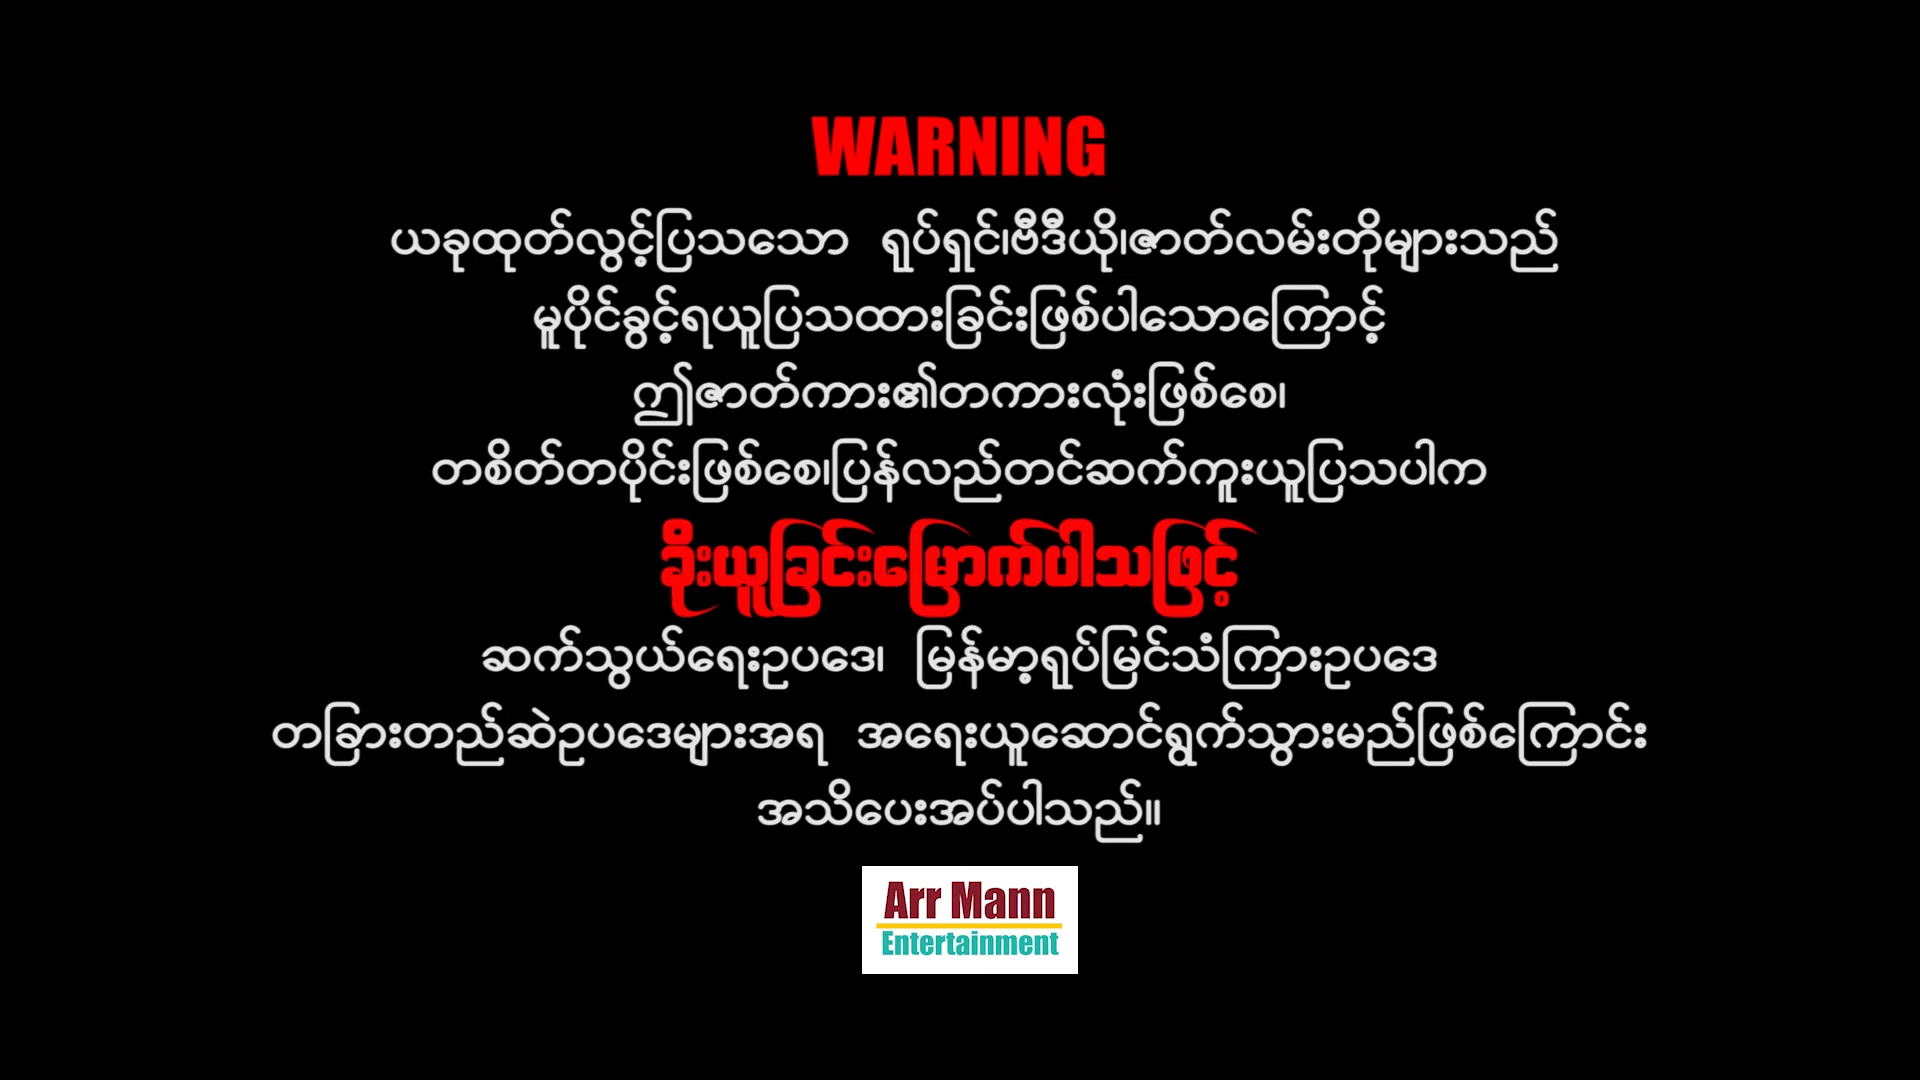 WARNING
ယခုထုတ်လွင့်ပြသသော ရုပ်ရှင်၊ဗီဒီယို၊ဇာတ်လမ်းတိုများသည်
မူပိုင်ခွင့်ရယူပြသထားခြင်းဖြစ်ပါသောကြောင့်
ဤဇာတ်ကား၏တကားလုံးဖြစ်စေ၊
တစိတ်တပိုင်းဖြစ်စေ၊ပြန်လည်တင်ဆက်ကူးယူပြသပါက
ခိုးယူခြင်းမြောက်ပါသဖြင့်
ဆက်သွယ်ရေးဥပဒေ၊ မြန်မာ့ရုပ်မြင်သံကြားဥပဒေ
တခြားတည်ဆဲဥပဒေများအရ အရေးယူဆောင်ရွက်သွားမည်ဖြစ်ကြောင်း
အသိပေးအပ်ပါသည်။
Arr Mann
Entertainment